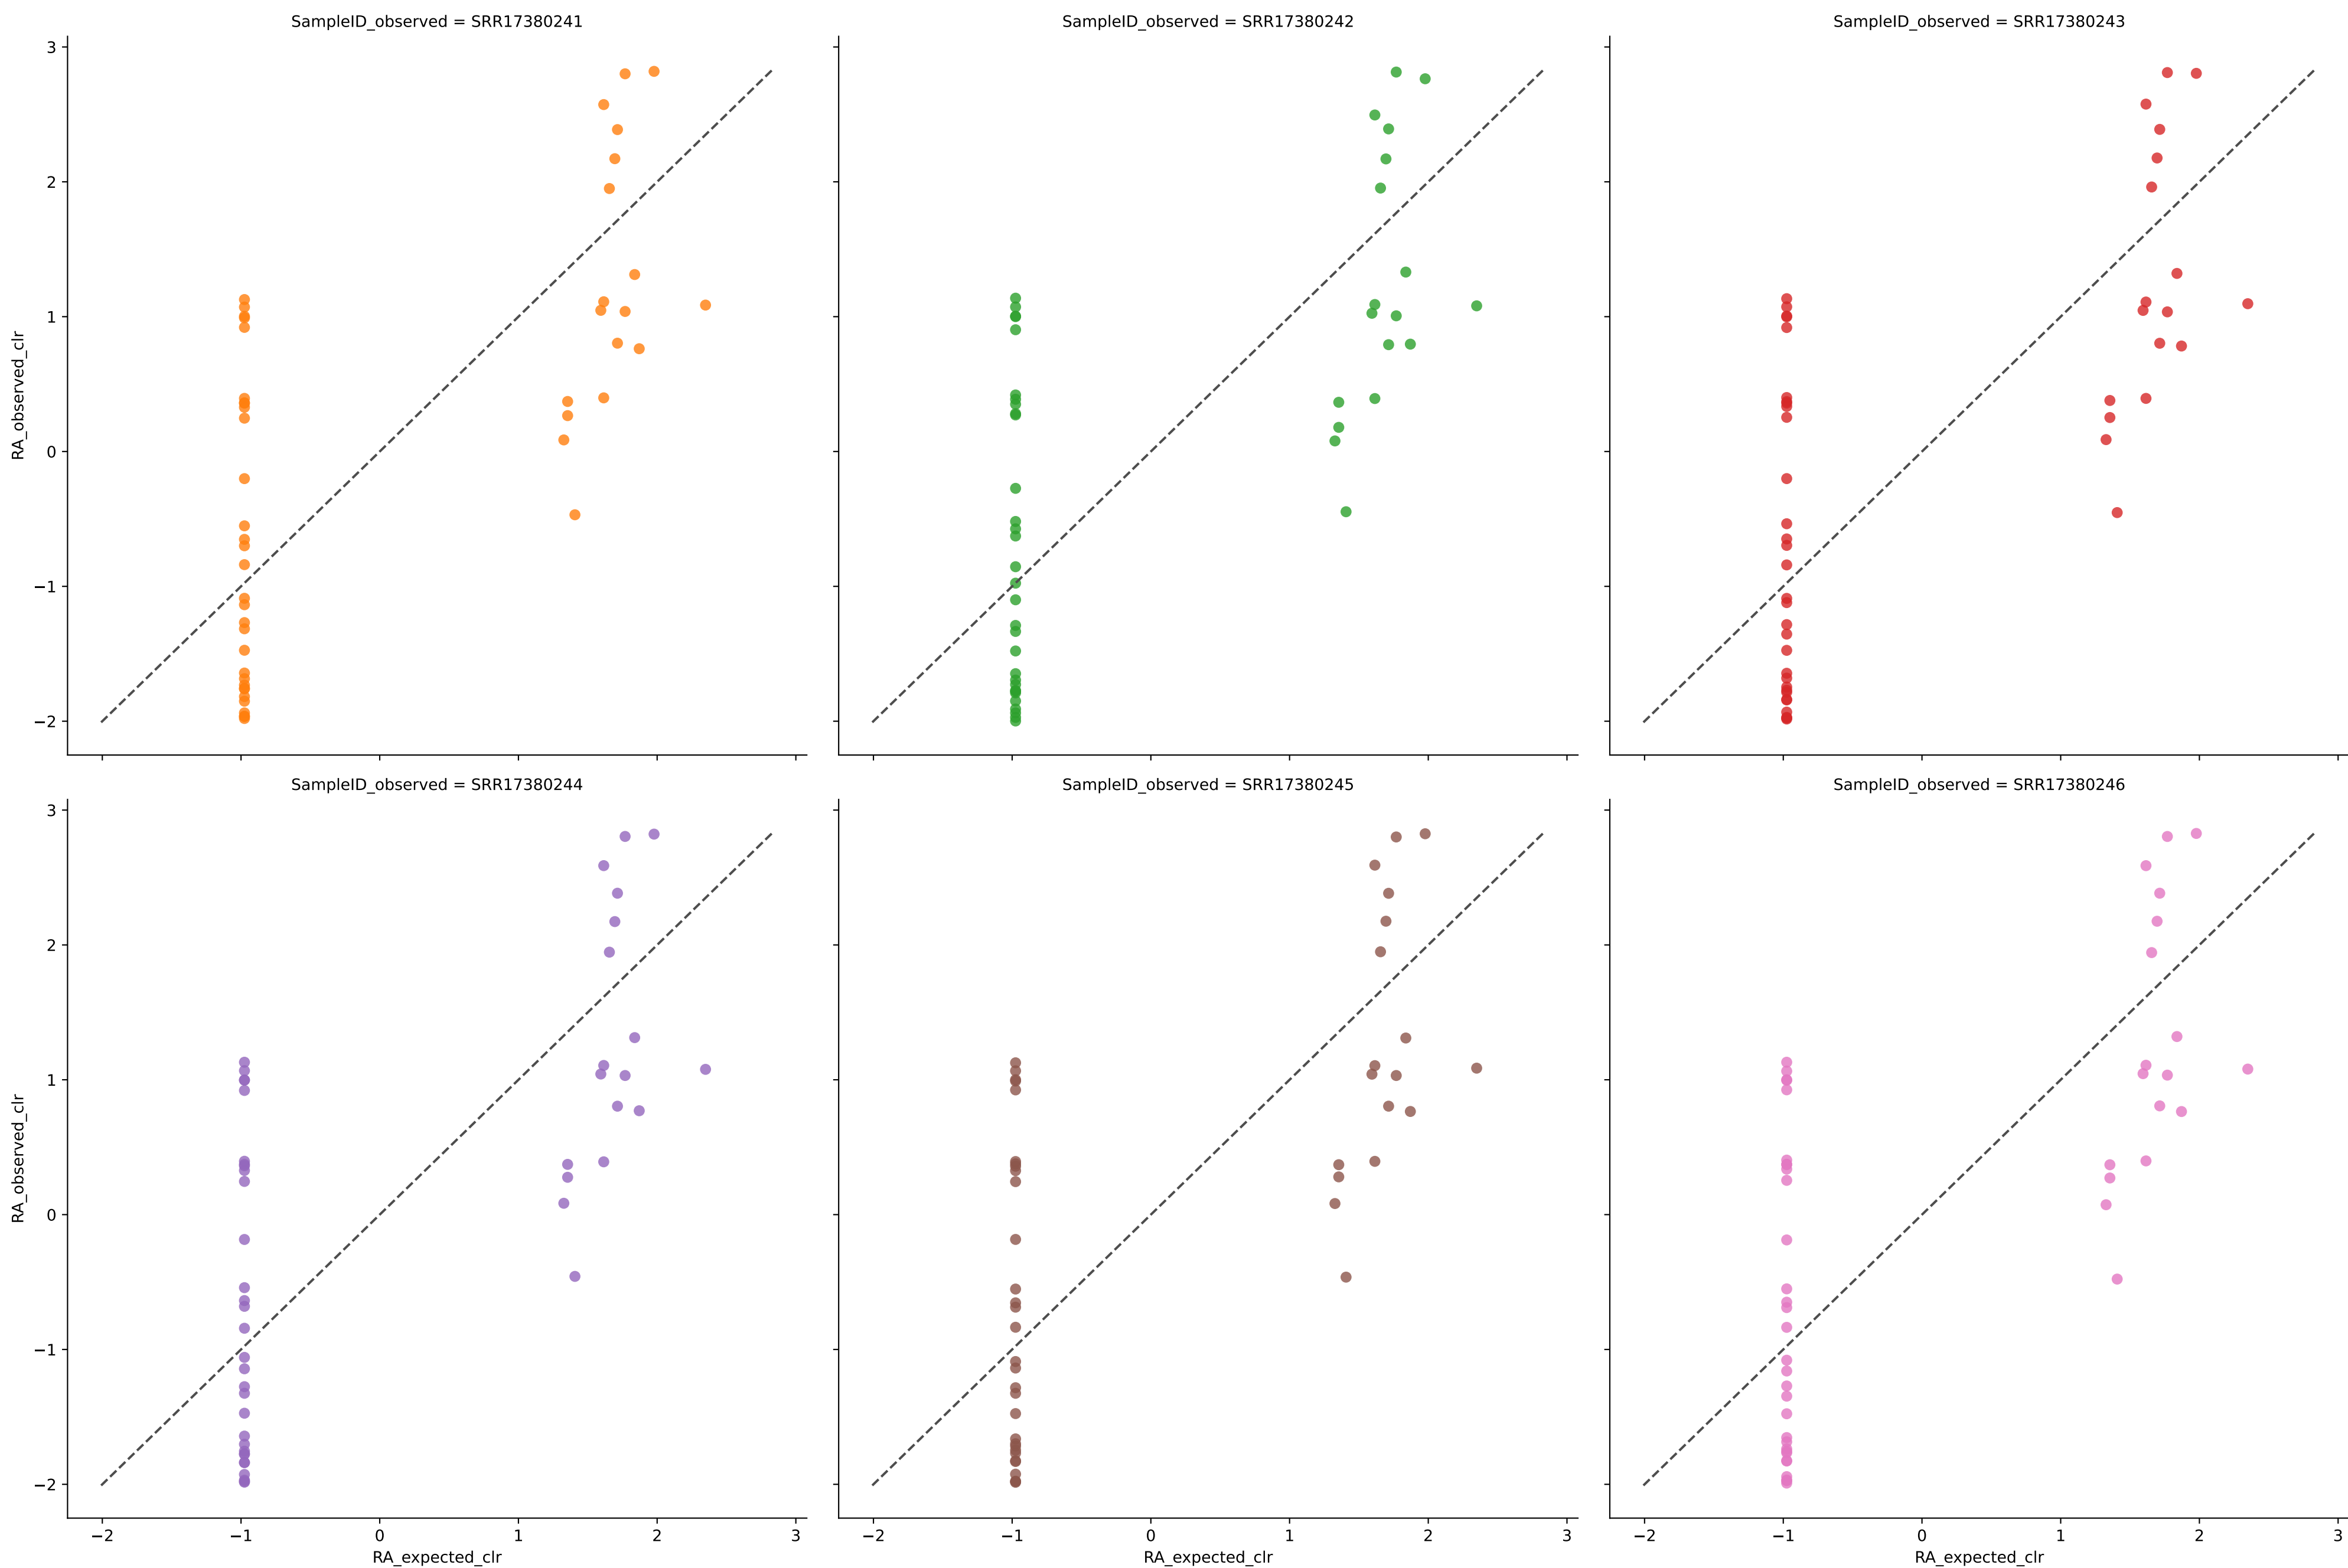 SampleID_observed = SRR17380241
SampleID_observed = SRR17380242
SampleID_observed = SRR17380243
3
2
1
0
−1
−2
RA_observed_clr
SampleID_observed = SRR17380244
SampleID_observed = SRR17380245
SampleID_observed = SRR17380246
3
2
1
0
−1
−2
RA_observed_clr
−2 −1 0 1 2 3
−2 −1 0 1 2 3
−2 −1 0 1 2 3
RA_expected_clr
RA_expected_clr
RA_expected_clr